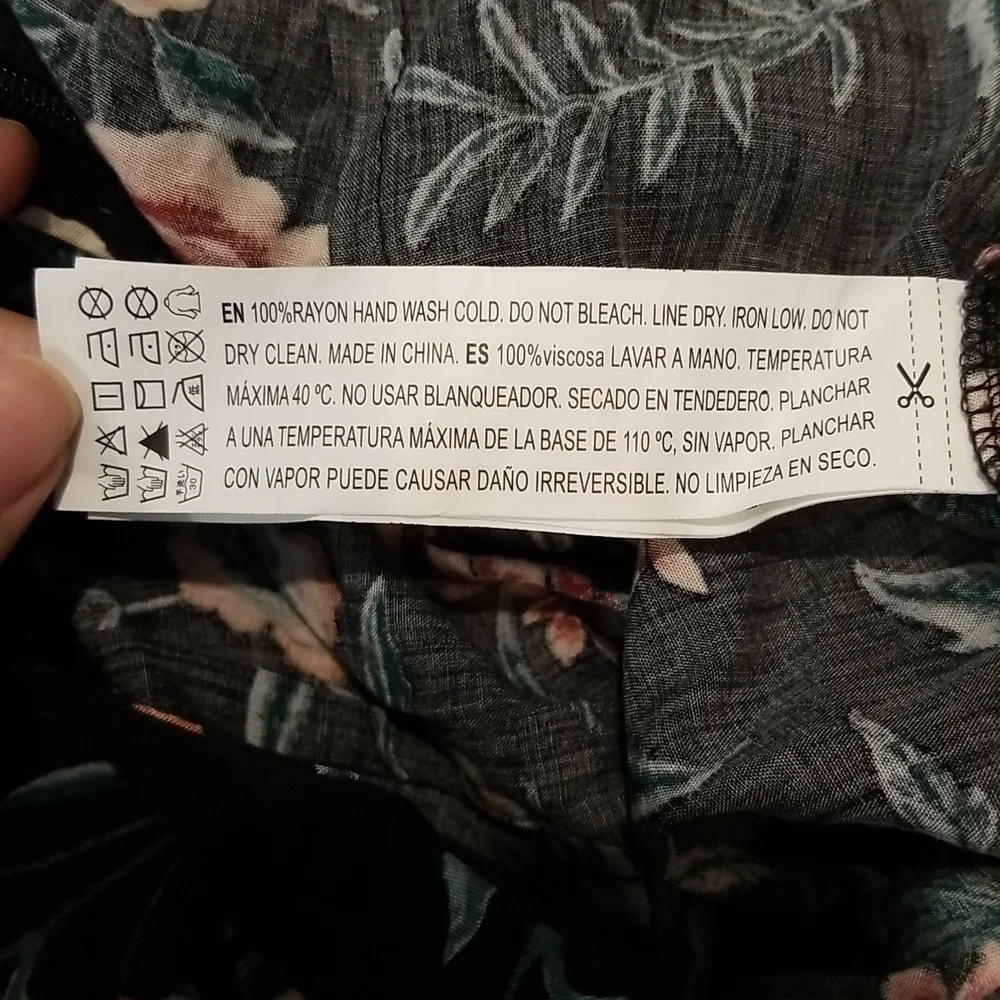 EN 100%RAYON HAND WASH COLD. DO NOT BLEACH. LINE DRY. IRON LOW. DO NOT
DRY CLEAN. MADE IN CHINA. ES 100%viscosa LAVAR A MANO. TEMPERATURA
MÁXIMA 40 ºC. NO USAR BLANQUEADOR. SECADO EN TENDEDERO. PLANCHAR
A UNA TEMPERATURA MÁXIMA DE LA BASE DE 110 ºC, SIN VAPOR. PLANCHAR
CON VAPOR PUEDE CAUSAR DAÑO IRREVERSIBLE. NO LIMPIEZA EN SECO.
30